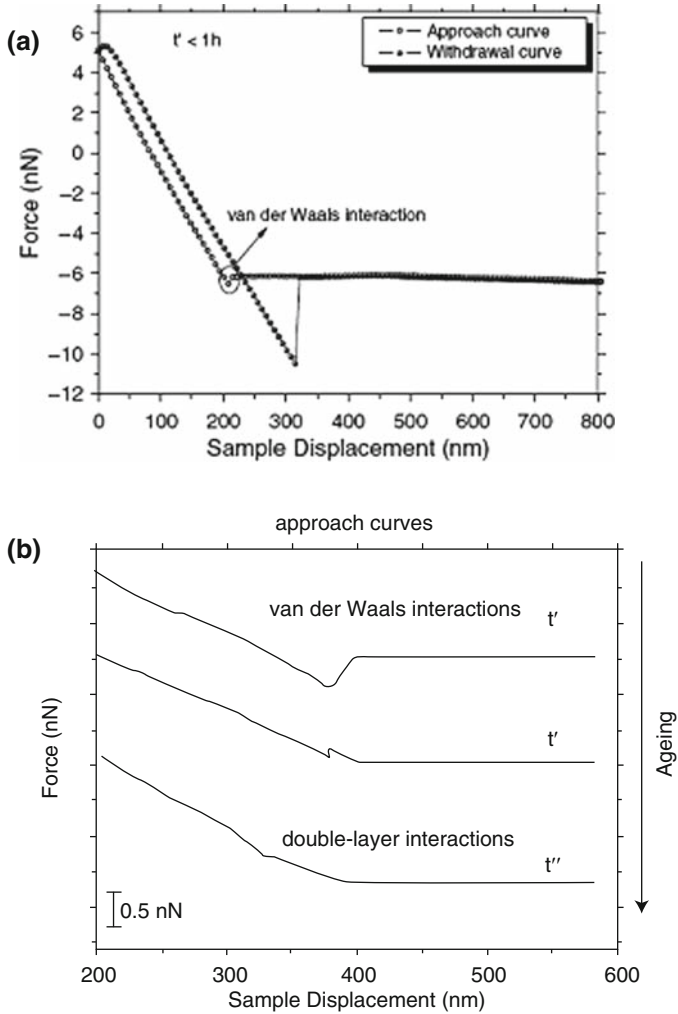 (a)
t' < 1h
Approach curve
Withdrawal curve
van der Waals interaction
Force (nN)
6
4
2
0
−2
−4
−6
−8
−10
−12
0 100 200 300 400 500 600 700 800
Sample Displacement (nm)
(b)
approach curves
van der Waals interactions t′
t′
double-layer interactions
t′′
0.5 nN
Force (nN)
Ageing
200 300 400 500 600
Sample Displacement (nm)